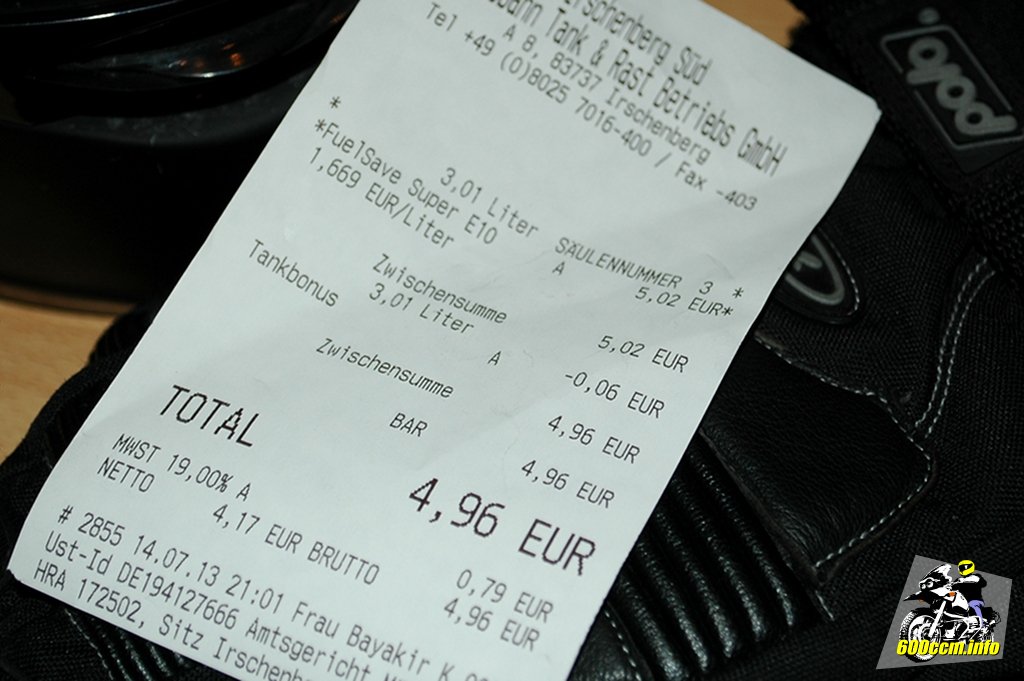 Irschenberg Süd
Tank & Rast Betriebs GmbH
A 8, 83737 Irschenberg
Tel +49 (0)8025 7016-400 / Fax -403
* SÄULENNUMMER 3 *
*FuelSave Super E10 A 5,02 EUR*
3,01 Liter
1,669 EUR/Liter
Zwischensumme 5,02 EUR
Tankbonus A -0,06 EUR
3,01 Liter
Zwischensumme 4,96 EUR
BAR 4,96 EUR
TOTAL 4,96 EUR
MWST 19,00% A 0,79 EUR
NETTO 4,17 EUR BRUTTO 4,96 EUR
# 2855 14.07.13 21:01 Frau Bayakir K
Ust-Id DE194127666 Amtsgericht
HRA 172502, Sitz
polo
600ccm.info